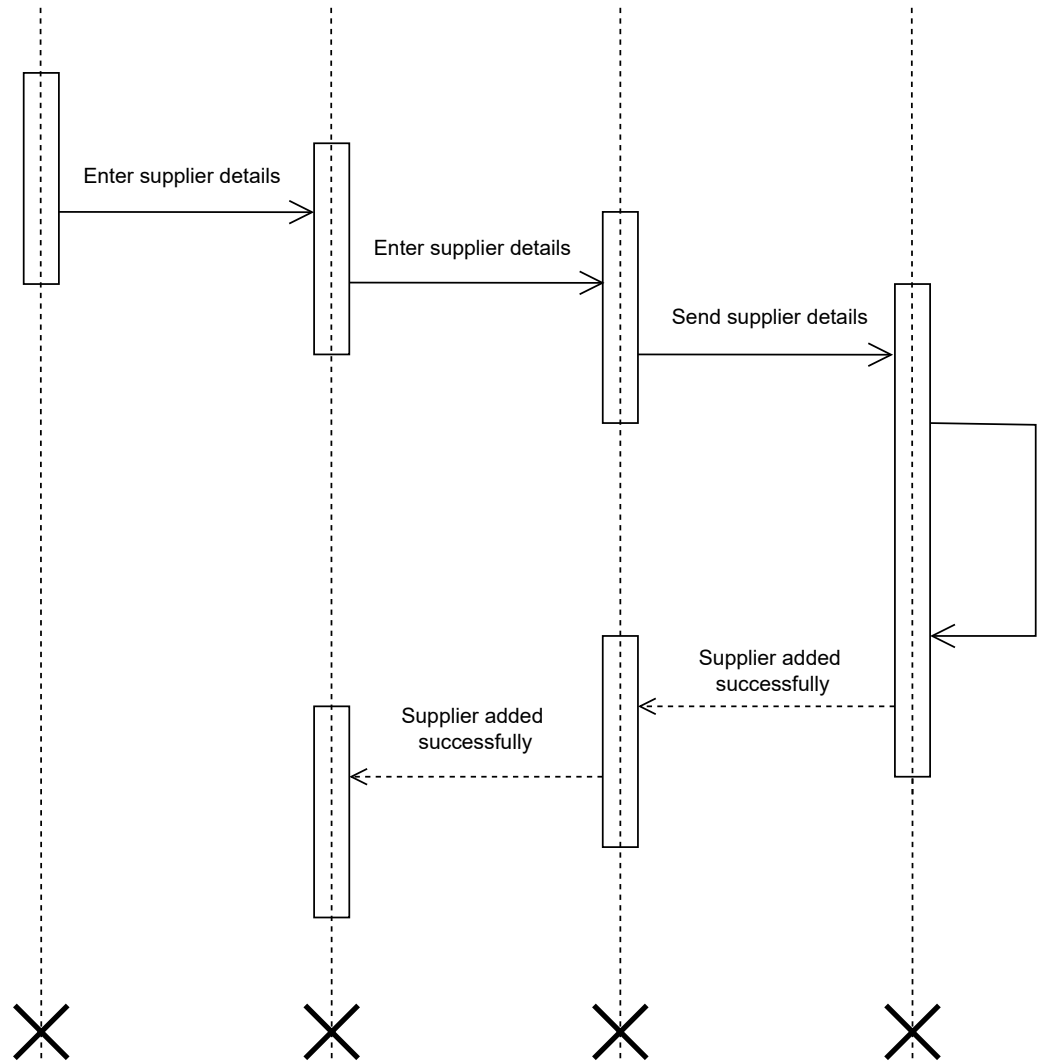 Enter supplier details
Enter supplier details
Send supplier details
Supplier added
successfully
Supplier added
successfully